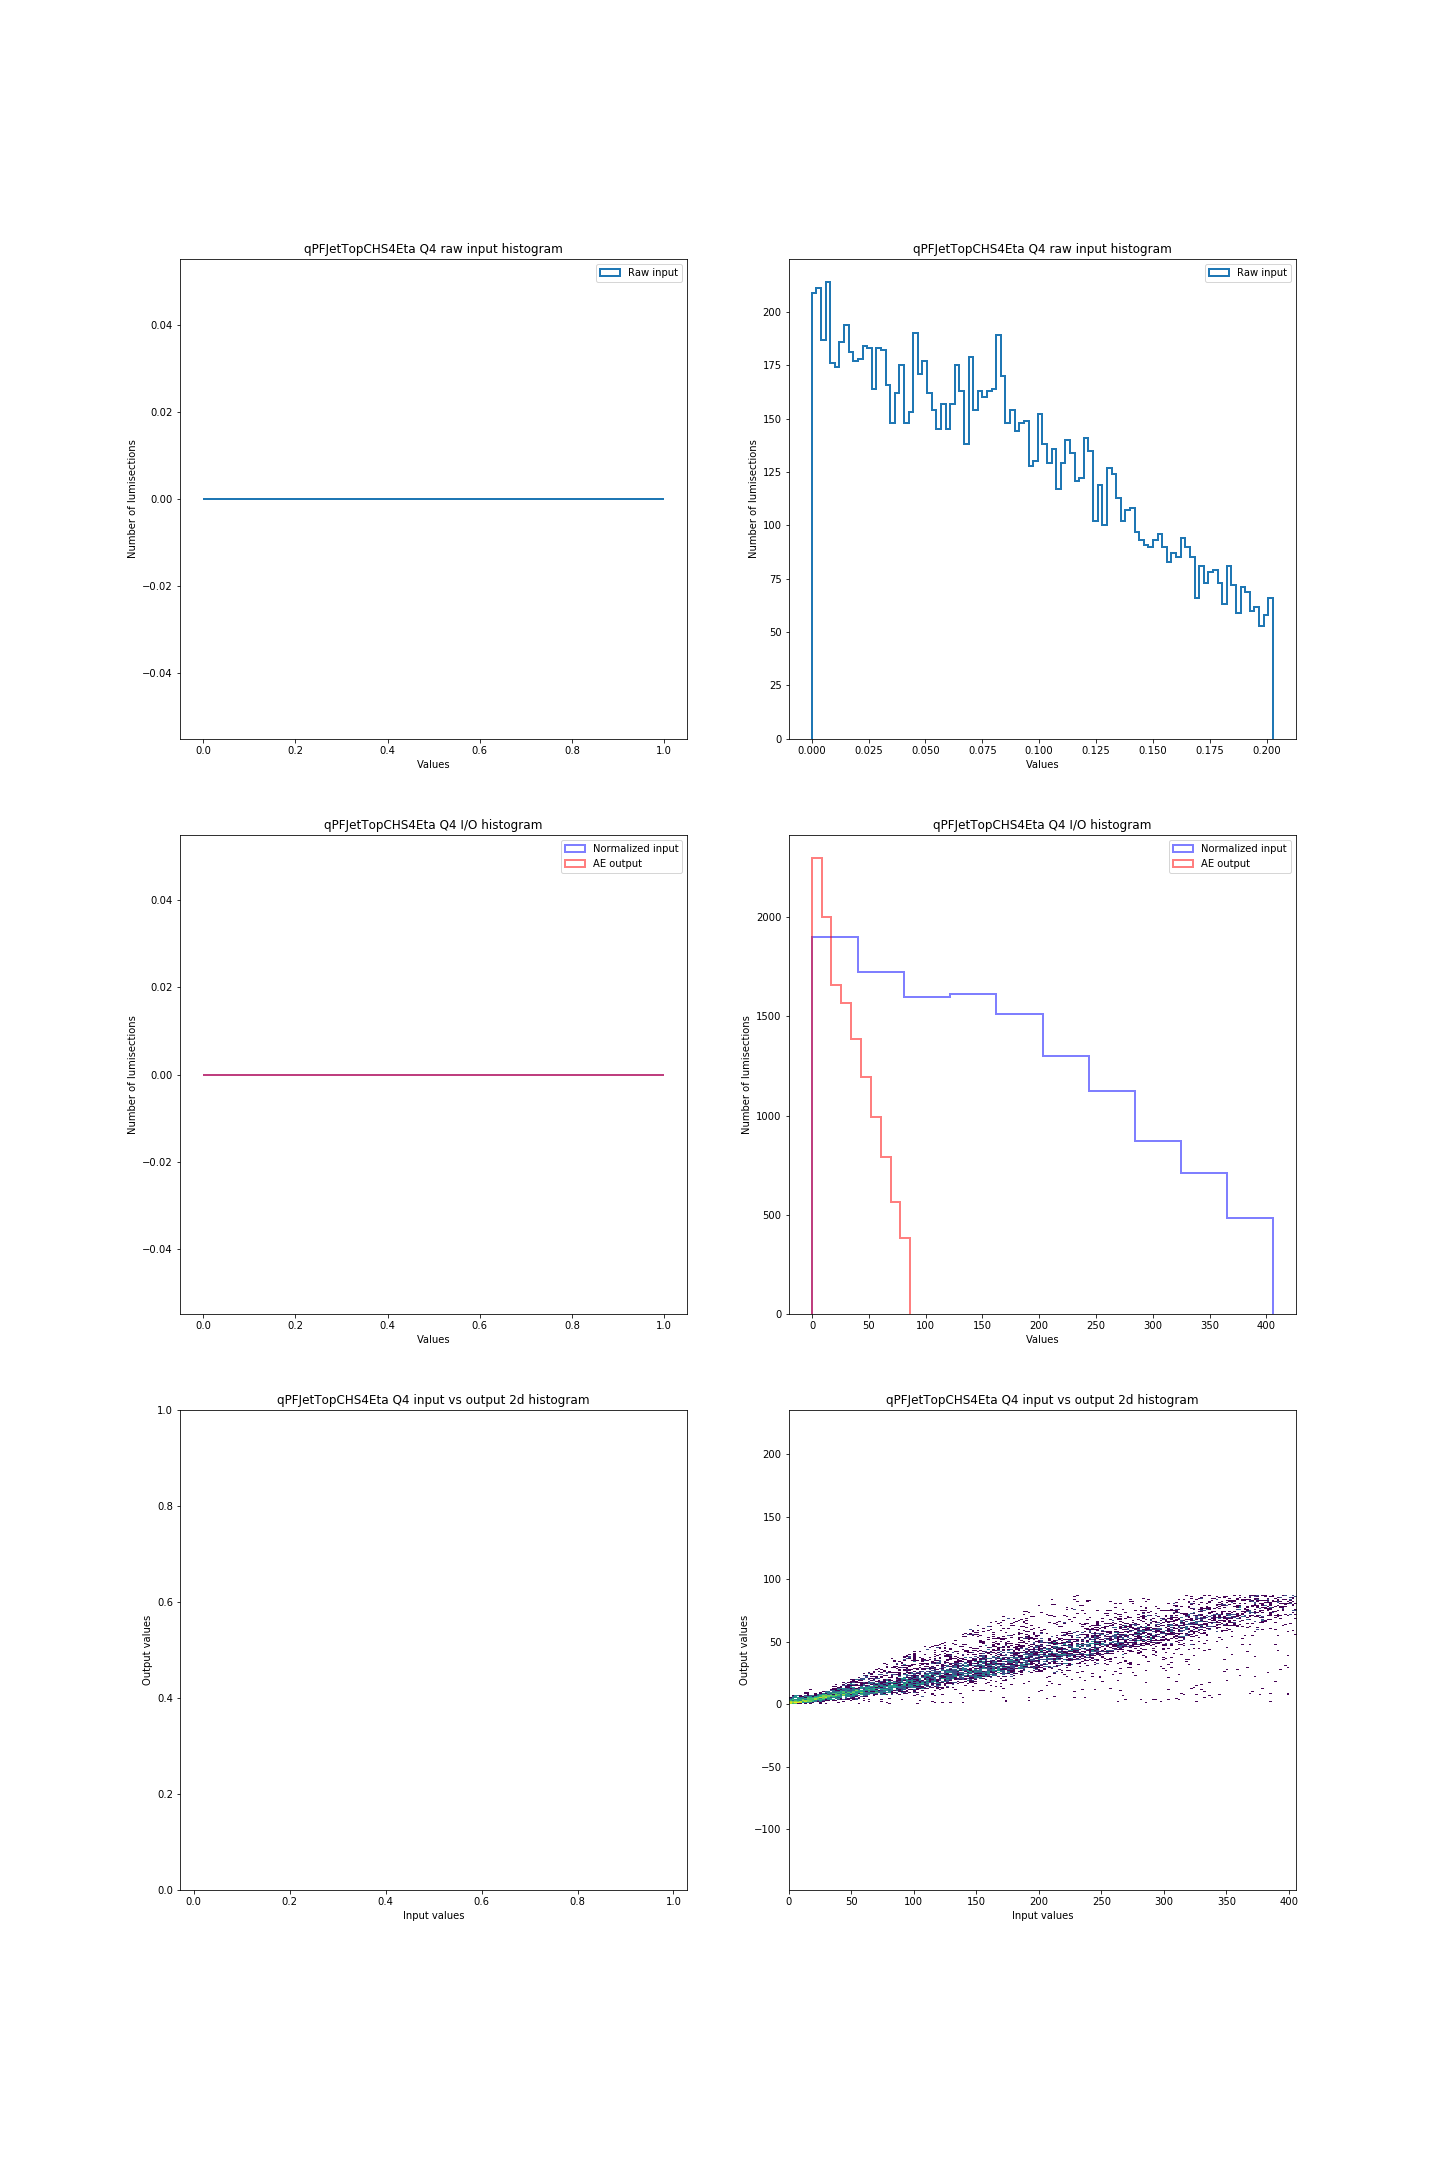 qPFJetTopCHS4Eta Q4 raw input histogram
Raw input
0.04
0.02
0.00
−0.02
−0.04
Number of lumisections
0.0 0.2 0.4 0.6 0.8 1.0
Values
qPFJetTopCHS4Eta Q4 raw input histogram
Raw input
200
175
150
125
100
75
50
25
0
Number of lumisections
0.000 0.025 0.050 0.075 0.100 0.125 0.150 0.175 0.200
Values
qPFJetTopCHS4Eta Q4 I/O histogram
Normalized input
AE output
0.04
0.02
0.00
−0.02
−0.04
Number of lumisections
0.0 0.2 0.4 0.6 0.8 1.0
Values
qPFJetTopCHS4Eta Q4 I/O histogram
Normalized input
AE output
2000
1500
1000
500
0
Number of lumisections
0 50 100 150 200 250 300 350 400
Values
qPFJetTopCHS4Eta Q4 input vs output 2d histogram
1.0
0.8
0.6
0.4
0.2
0.0
Output values
0.0 0.2 0.4 0.6 0.8 1.0
Input values
qPFJetTopCHS4Eta Q4 input vs output 2d histogram
200
150
100
50
0
−50
−100
Output values
0 50 100 150 200 250 300 350 400
Input values